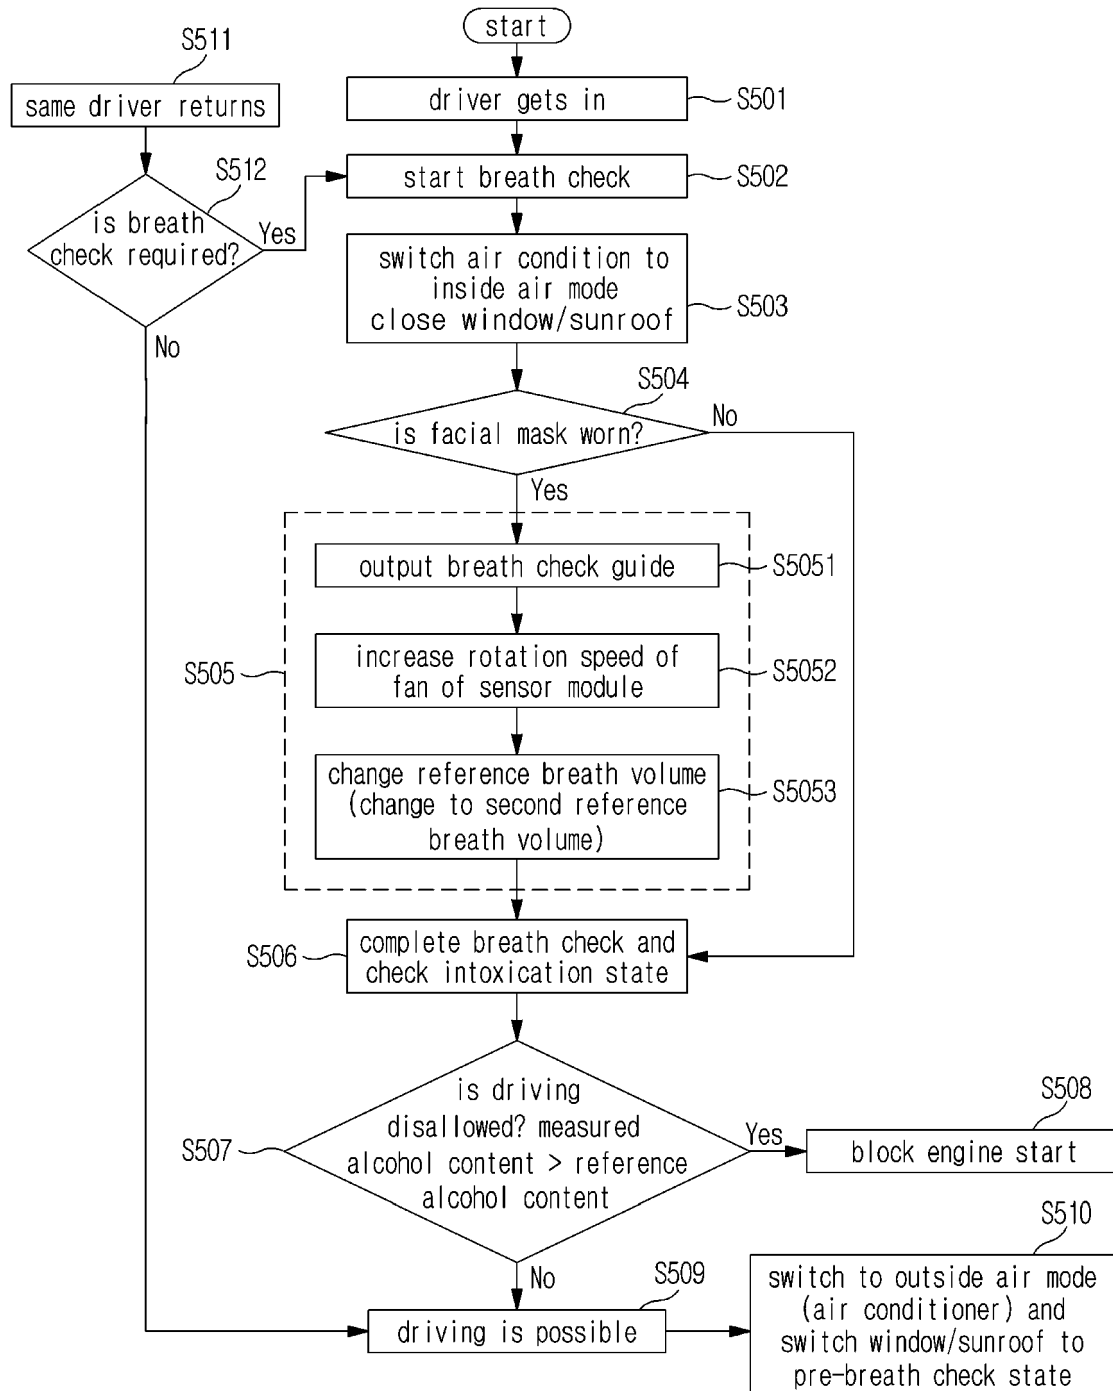 start
S511
same driver returns
driver gets in
S501
S512
start breath check
S502
is breath
check required?
Yes
No
switch air condition to
inside air mode
close window/sunroof
S503
S504
is facial mask worn?
No
Yes
S505
output breath check guide
S5051
increase rotation speed of
fan of sensor module
S5052
change reference breath volume
(change to second reference
breath volume)
S5053
S506
complete breath check and
check intoxication state
S507
is driving
disallowed? measured
alcohol content > reference
alcohol content
Yes
S508
block engine start
No
S509
driving is possible
S510
switch to outside air mode
(air conditioner) and
switch window/sunroof to
pre-breath check state